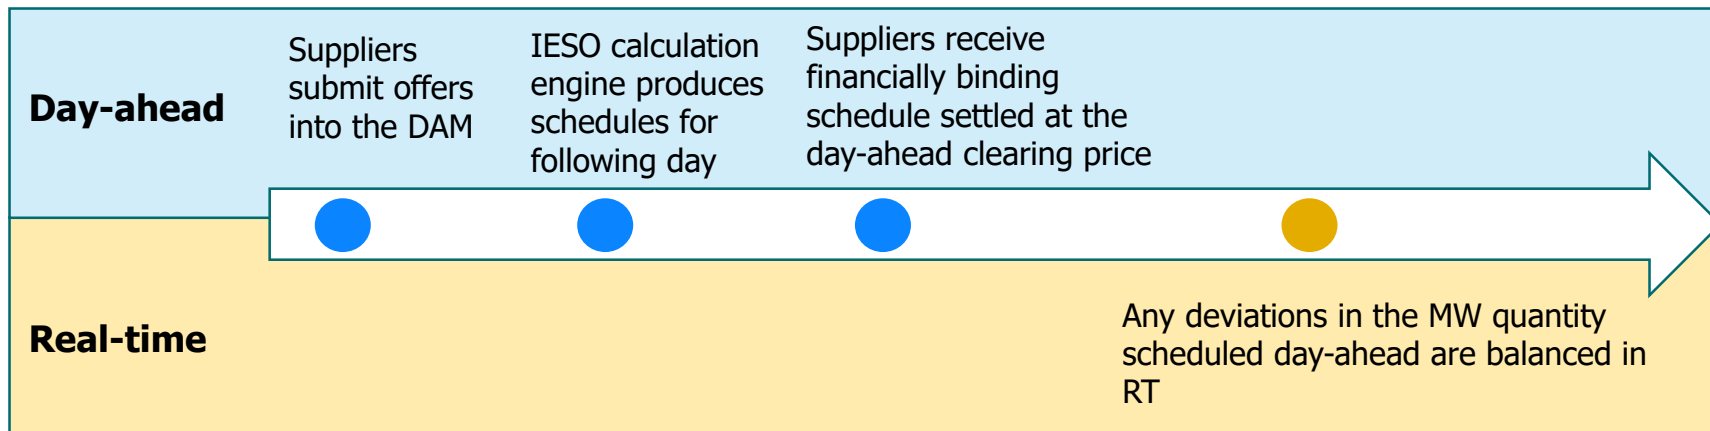 Day-ahead
Suppliers
submit offers
into the DAM
IESO calculation
engine produces
schedules for
following day
Suppliers receive
financially binding
schedule settled at the
day-ahead clearing price
Real-time
Any deviations in the MW quantity
scheduled day-ahead are balanced in
RT